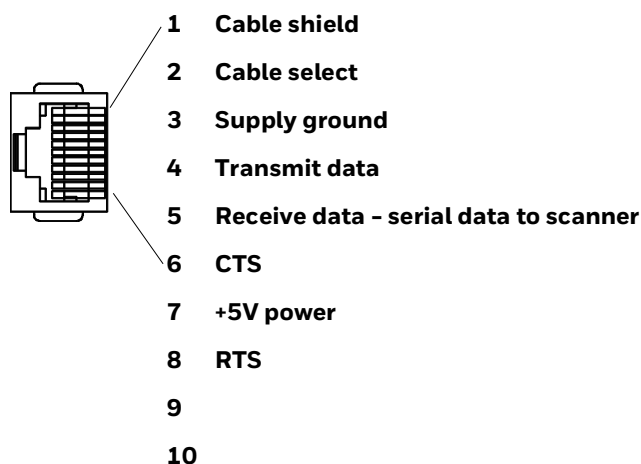 1 Cable shield
2 Cable select
3 Supply ground
4 Transmit data
5 Receive data – serial data to scanner
6 CTS
7 +5V power
8 RTS
9
10